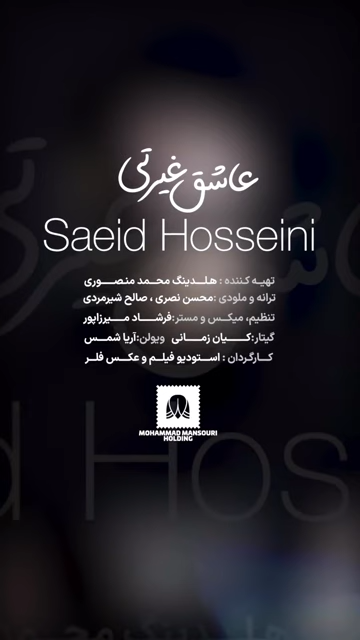 عاشق غیرتی
Saeid Hosseini
تهیه کننده : هلدینگ محمد منصوری
ترانه و ملودی :محسن نصری ، صالح شیرمردی
تنظیم، میکس و مستر:فرشاد میرزاپور
گیتار:کیان زمانی ویولن:آریا شمس
کارگردان : استودیو فیلم و عکس فلر
MOHAMMAD MANSOURI
HOLDING